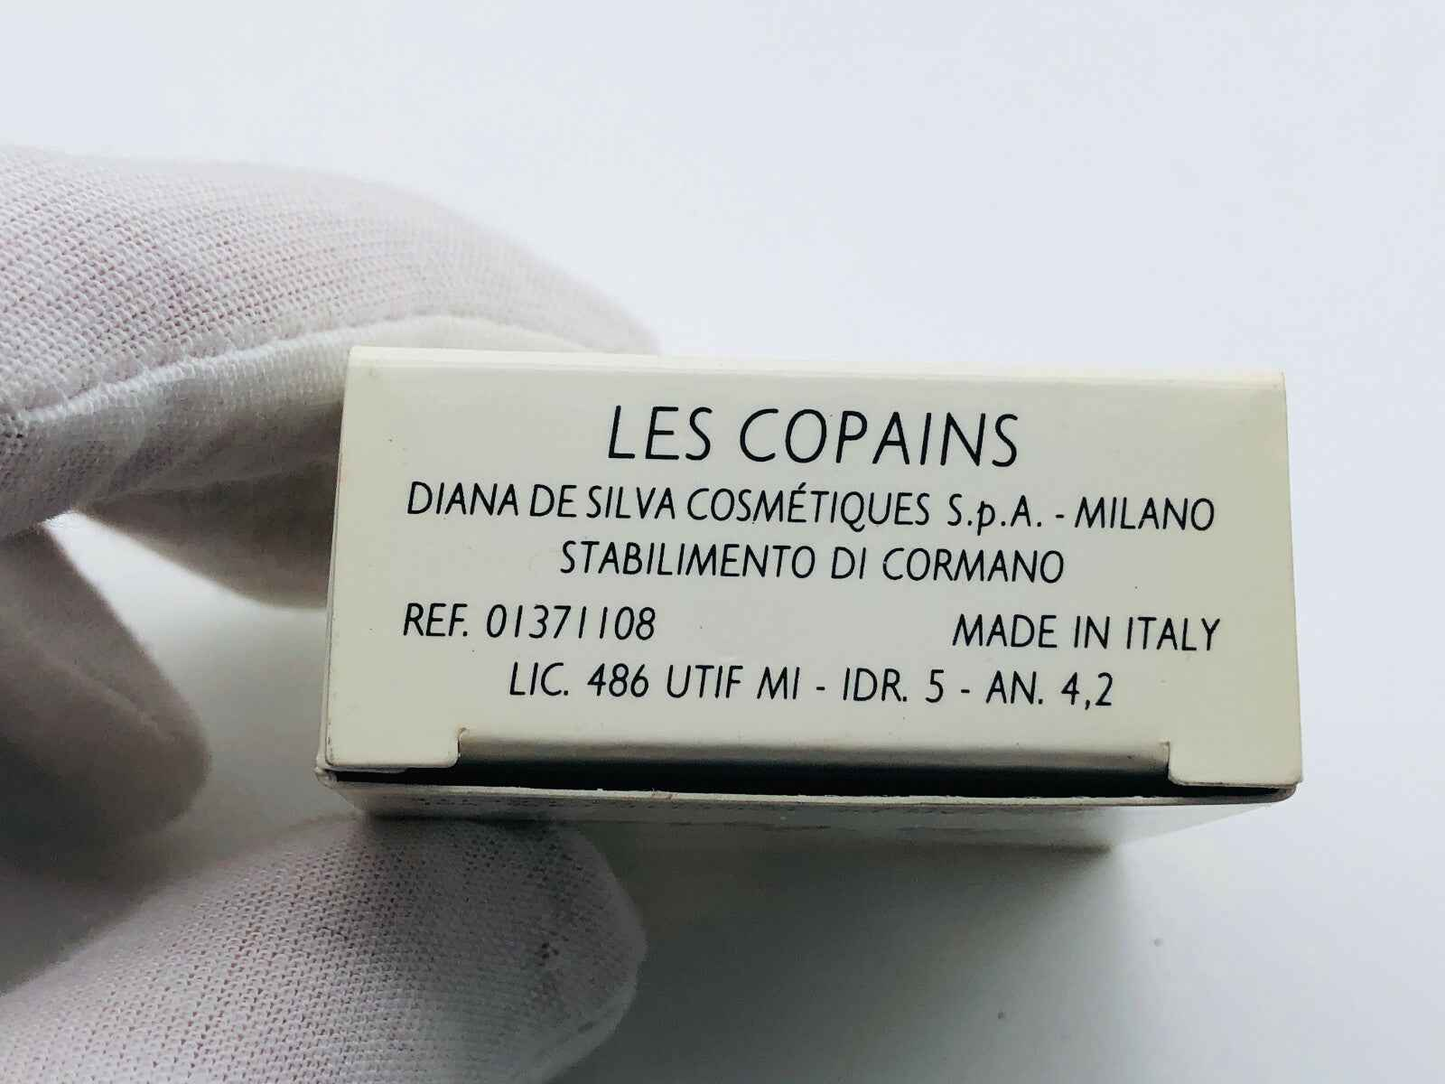 LES COPAINS
DIANA DE SILVA COSMÉTIQUES S.p.A. - MILANO
STABILIMENTO DI CORMANO
REF. 01371108 MADE IN ITALY
LIC. 486 UTIF MI - IDR. 5 - AN. 4,2